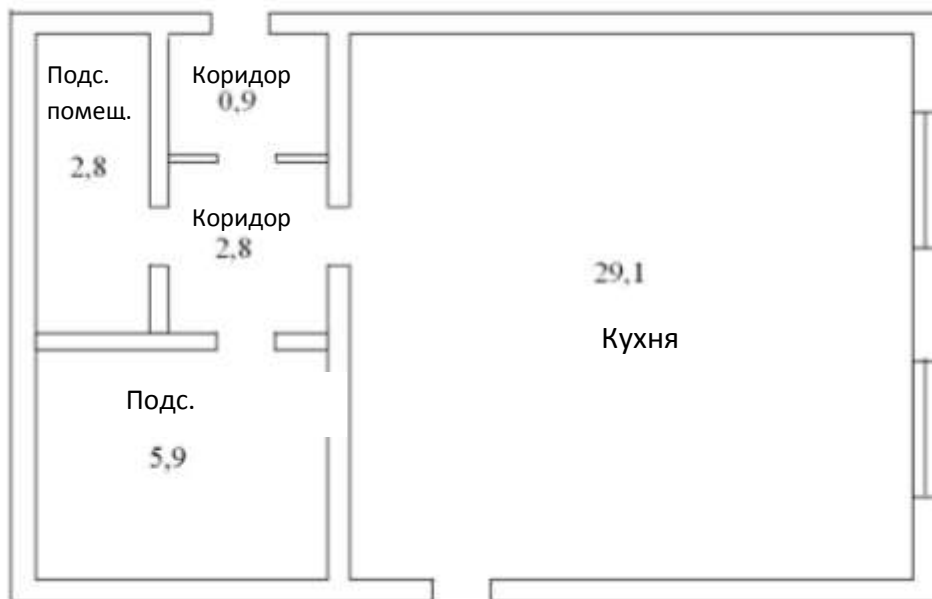 Подс.
помещ.
2,8
Коридор
0,9
Коридор
2,8
29,1
Кухня
Подс.
5,9